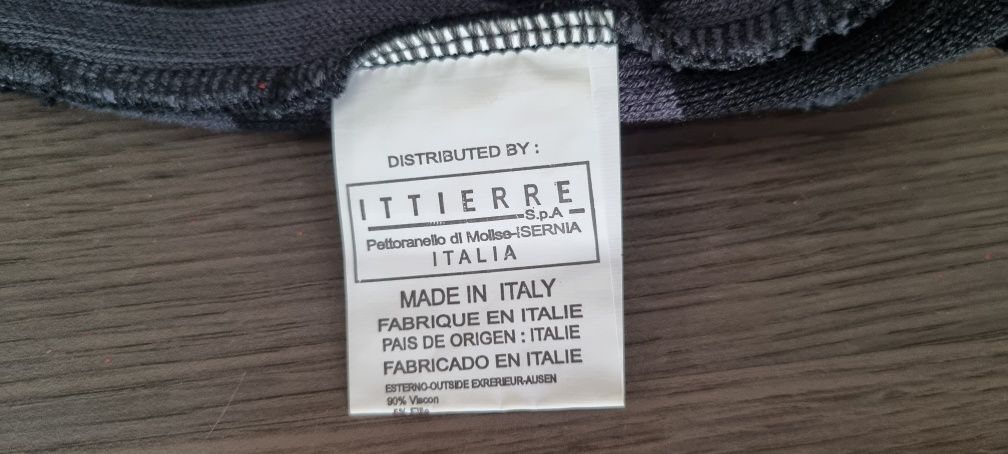 DISTRIBUTED BY :
ITTIERRE
S.p.A
Pettoranello di Molise-ISERNIA
ITALIA
MADE IN ITALY
FABRIQUE EN ITALIE
PAIS DE ORIGEN : ITALIE
FABRICADO EN ITALIE
ESTERNO-OUTSIDE EXRERIEUR-AUSEN
90% Viscon